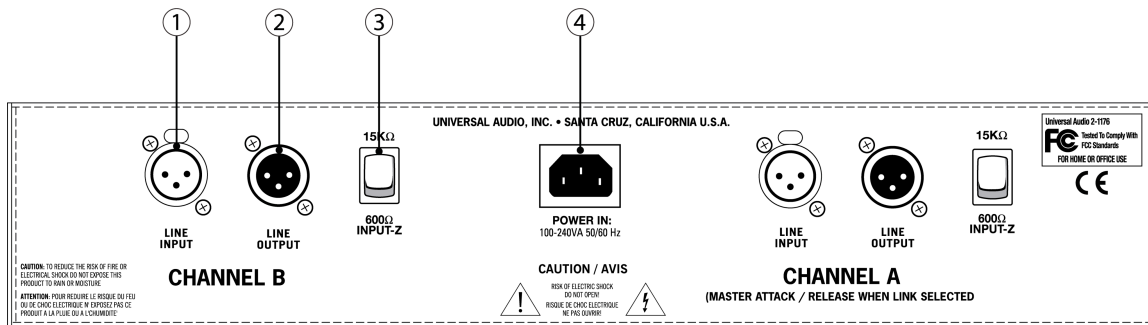 1 2 3 4
UNIVERSAL AUDIO, INC. • SANTA CRUZ, CALIFORNIA U.S.A.
15KΩ
600Ω
INPUT-Z
LINE
INPUT
LINE
OUTPUT
CHANNEL B
CAUTION: TO REDUCE THE RISK OF FIRE OR
ELECTRICAL SHOCK DO NOT EXPOSE THIS
PRODUCT TO RAIN OR MOISTURE
ATTENTION: POUR REDUIRE LE RISQUE DU FEU
OU DE CHOC ELECTRIQUE N' EXPOSEZ PAS CE
PRODUIT A LA PLUIE OU A L'CHUMIDITE'
POWER IN:
100-240VA 50/60 Hz
CAUTION / AVIS
RISK OF ELECTRIC SHOCK
DO NOT OPEN!
RISQUE DE CHOC ELECTRIQUE
NE PAS OUVRIR!
!
LINE
INPUT
LINE
OUTPUT
15KΩ
600Ω
INPUT-Z
CHANNEL A
(MASTER ATTACK / RELEASE WHEN LINK SELECTED
Universal Audio 2-1176
FC Tested To Comply With
FCC Standards
FOR HOME OR OFFICE USE
CE